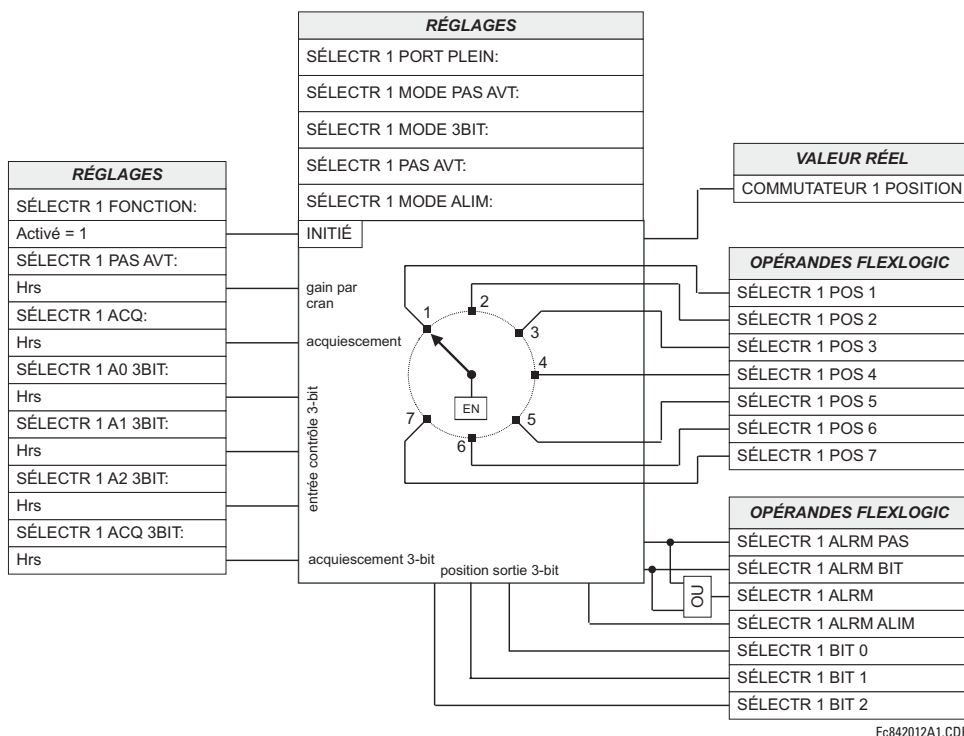 RÉGLAGES
SÉLECTR 1 PORT PLEIN:
SÉLECTR 1 MODE PAS AVT:
SÉLECTR 1 MODE 3BIT:
SÉLECTR 1 PAS AVT:
SÉLECTR 1 MODE ALIM:
RÉGLAGES
SÉLECTR 1 FONCTION:
Activé = 1
SÉLECTR 1 PAS AVT:
Hrs
SÉLECTR 1 ACQ:
Hrs
SÉLECTR 1 A0 3BIT:
Hrs
SÉLECTR 1 A1 3BIT:
Hrs
SÉLECTR 1 A2 3BIT:
Hrs
SÉLECTR 1 ACQ 3BIT:
Hrs
INITIÉ
gain par
cran
acquiescement
entrée contrôle 3-bit
acquiescement 3-bit
position sortie 3-bit
1
2
3
4
5
6
7
EN
VALEUR RÉEL
COMMUTATEUR 1 POSITION
OPÉRANDES FLEXLOGIC
SÉLECTR 1 POS 1
SÉLECTR 1 POS 2
SÉLECTR 1 POS 3
SÉLECTR 1 POS 4
SÉLECTR 1 POS 5
SÉLECTR 1 POS 6
SÉLECTR 1 POS 7
OPÉRANDES FLEXLOGIC
SÉLECTR 1 ALRM PAS
SÉLECTR 1 ALRM BIT
OU
SÉLECTR 1 ALRM
SÉLECTR 1 ALRM ALIM
SÉLECTR 1 BIT 0
SÉLECTR 1 BIT 1
SÉLECTR 1 BIT 2
Fc842012A1.CDR